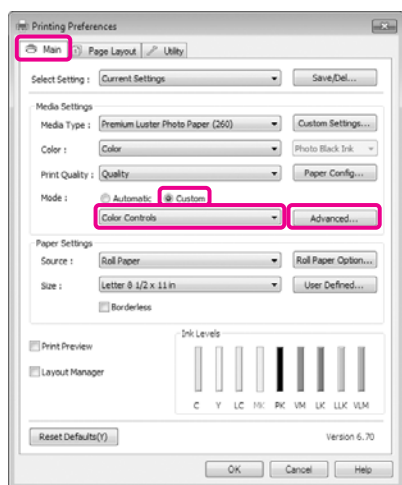 Printing Preferences
Main Page Layout Utility
Select Setting : Current Settings Save/Del...
Media Settings
Media Type : Premium Luster Photo Paper (260) Custom Settings...
Color : Color Photo Black Ink
Print Quality : Quality Paper Config...
Mode : Automatic Custom
Color Controls Advanced...
Paper Settings
Source : Roll Paper Roll Paper Option...
Size : Letter 8 1/2 x 11 in User Defined...
Borderless
Ink Levels
Print Preview
Layout Manager
C Y LC MK PK VM LK LLK VLM
Reset Defaults(Y) Version 6.70
OK Cancel Help